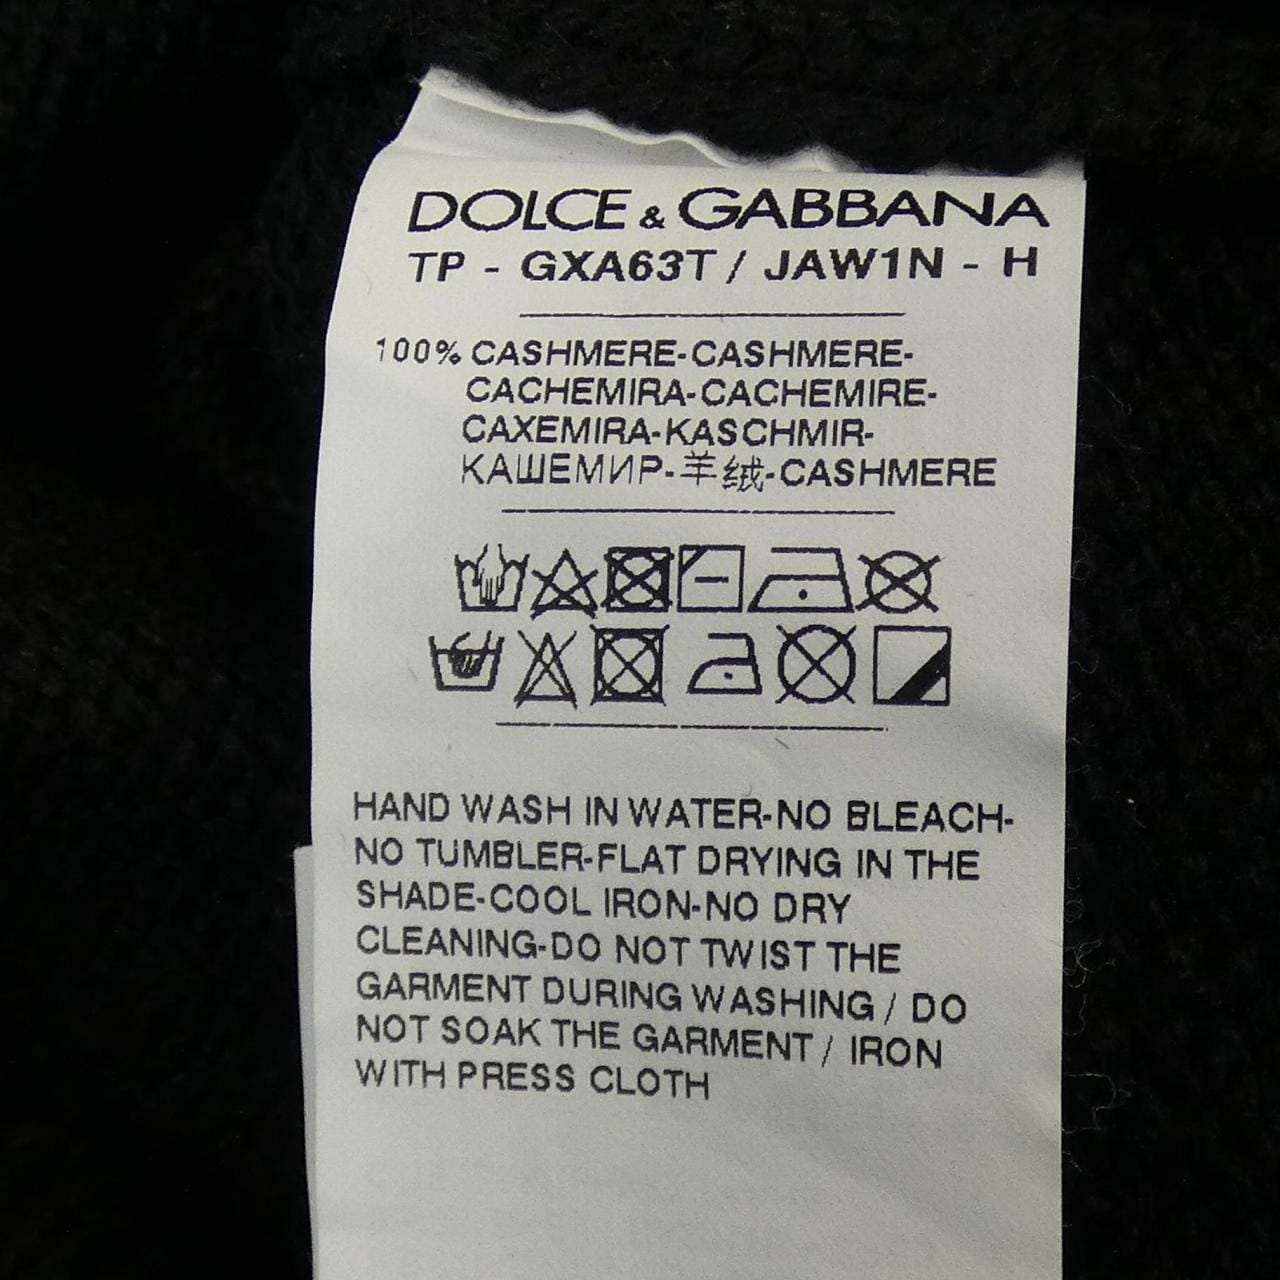 DOLCE & GABBANA
TP - GXA63T / JAW1N - H
100% CASHMERE-CASHMERE-
CACHEMIRA-CACHEMIRE-
CAXEMIRA-KASCHMIR-
КАШЕМИР-羊绒-CASHMERE
HAND WASH IN WATER-NO BLEACH-
NO TUMBLER-FLAT DRYING IN THE
SHADE-COOL IRON-NO DRY
CLEANING-DO NOT TWIST THE
GARMENT DURING WASHING / DO
NOT SOAK THE GARMENT / IRON
WITH PRESS CLOTH